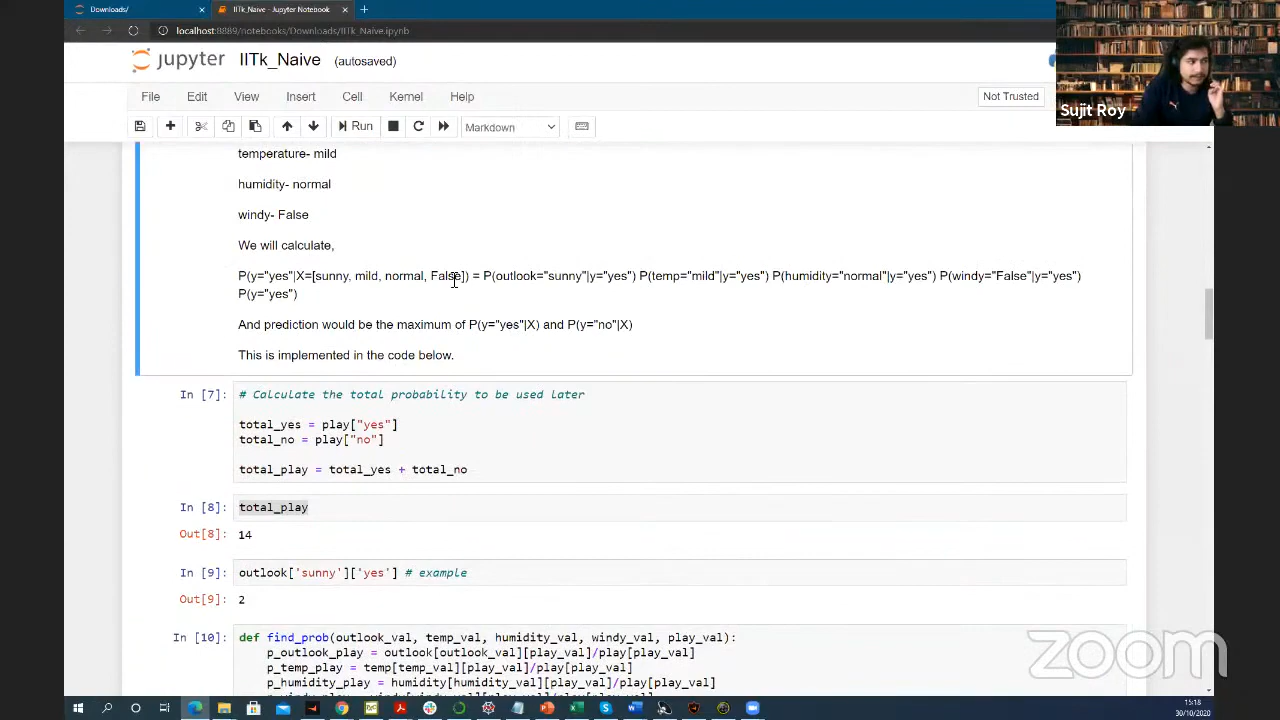 Downloads/
IITk_Naive - Jupyter Notebook
localhost:8889/notebooks/Downloads/IITk_Naive.ipynb
jupyter IITk_Naive (autosaved)
Sujit Roy
File Edit View Insert Cell Kernel Help
Not Trusted
Run
Markdown
temperature- mild
humidity- normal
windy- False
We will calculate,
P(y="yes"|X=[sunny, mild, normal, False]) = P(outlook="sunny"|y="yes") P(temp="mild"|y="yes") P(humidity="normal"|y="yes") P(windy="False"|y="yes")
P(y="yes")
And prediction would be the maximum of P(y="yes"|X) and P(y="no"|X)
This is implemented in the code below.
In [7]: # Calculate the total probability to be used later
total_yes = play["yes"]
total_no = play["no"]
total_play = total_yes + total_no
In [8]: total_play
Out[8]: 14
In [9]: outlook['sunny']['yes'] # example
Out[9]: 2
In [10]: def find_prob(outlook_val, temp_val, humidity_val, windy_val, play_val):
p_outlook_play = outlook[outlook_val][play_val]/play[play_val]
p_temp_play = temp[temp_val][play_val]/play[play_val]
p_humidity_play = humidity[humidity_val][play_val]/play[play_val]
zoom
15:18
30/10/2020